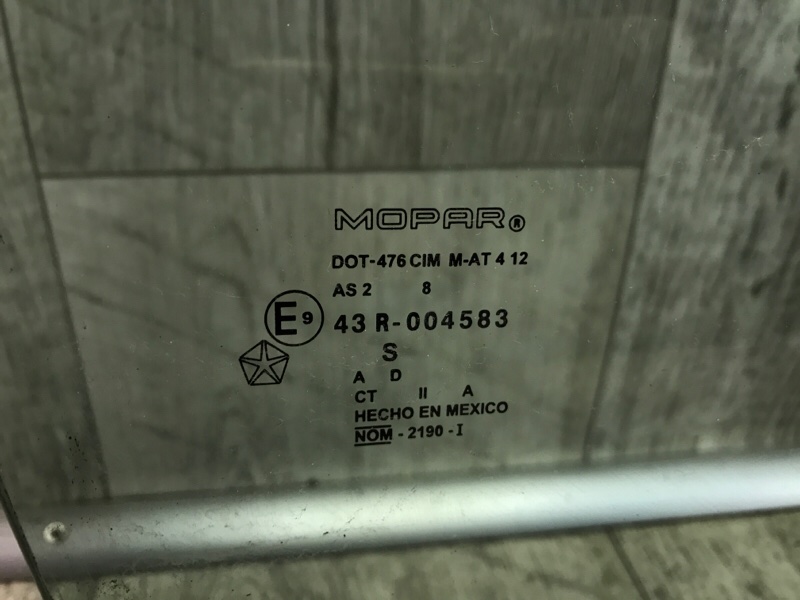 MOPAR®
DOT-476 CIM M-AT 4 12
AS 2 8
E9 43 R-004583
S
A D
CT II A
HECHO EN MEXICO
NOM - 2190 - I